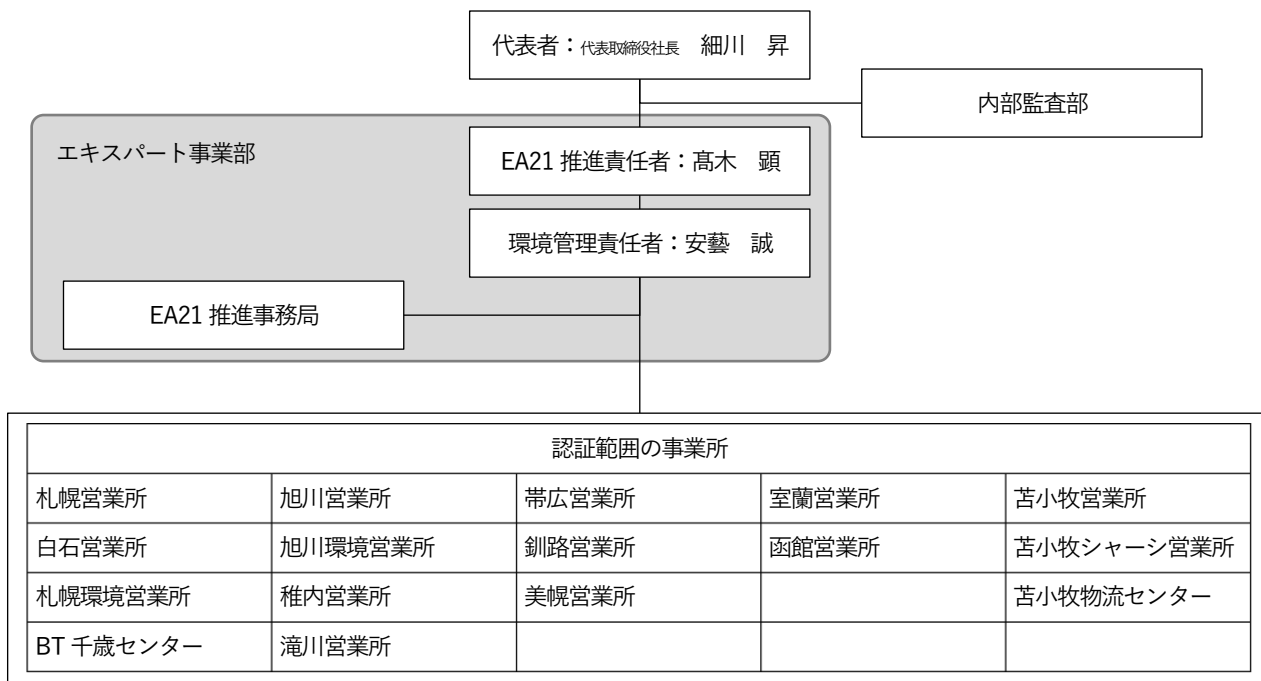 代表者：代表取締役社長　細川　昇
内部監査部
エキスパート事業部
EA21 推進責任者：髙木　顕
環境管理責任者：安藝　誠
EA21 推進事務局
認証範囲の事業所
札幌営業所 旭川営業所 帯広営業所 室蘭営業所 苫小牧営業所
白石営業所 旭川環境営業所 釧路営業所 函館営業所 苫小牧シャーシ営業所
札幌環境営業所 稚内営業所 美幌営業所 苫小牧物流センター
BT 千歳センター 滝川営業所